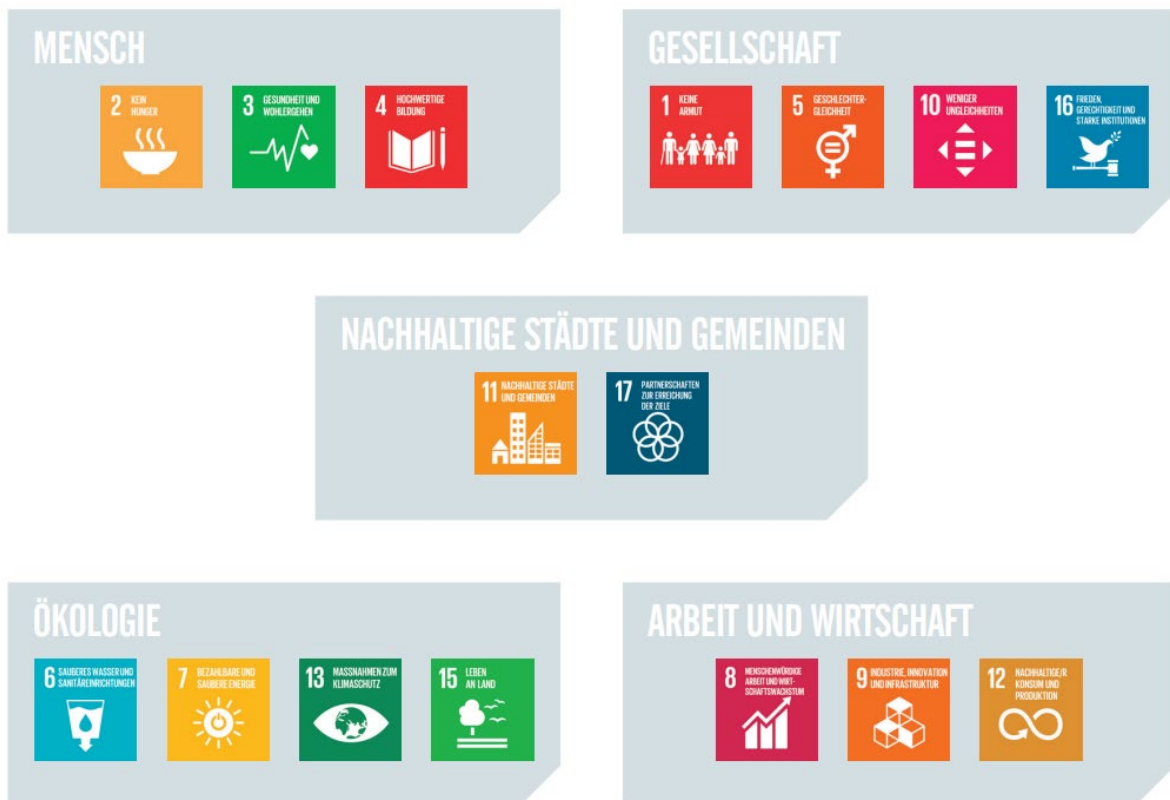 MENSCH
2 KEIN
HUNGER
3 GESUNDHEIT UND
WOHLERGEHEN
4 HOCHWERTIGE
BILDUNG
GESELLSCHAFT
1 KEINE
ARMUT
5 GESCHLECHTER-
GLEICHHEIT
10 WENIGER
UNGLEICHHEITEN
16 FRIEDEN,
GERECHTIGKEIT UND
STARKE INSTITUTIONEN
NACHHALTIGE STÄDTE UND GEMEINDEN
11 NACHHALTIGE STÄDTE
UND GEMEINDEN
17 PARTNERSCHAFTEN
ZUR ERREICHUNG
DER ZIELE
ÖKOLOGIE
6 SAUBERES WASSER UND
SANITÄREINRICHTUNGEN
7 BEZAHLBARE UND
SAUBERE ENERGIE
13 MASSNAHMEN ZUM
KLIMASCHUTZ
15 LEBEN
AN LAND
ARBEIT UND WIRTSCHAFT
8 MENSCHENWÜRDIGE
ARBEIT UND WIRT-
SCHAFTSWACHSTUM
9 INDUSTRIE, INNOVATION
UND INFRASTRUKTUR
12 NACHHALTIGE/R
KONSUM UND
PRODUKTION